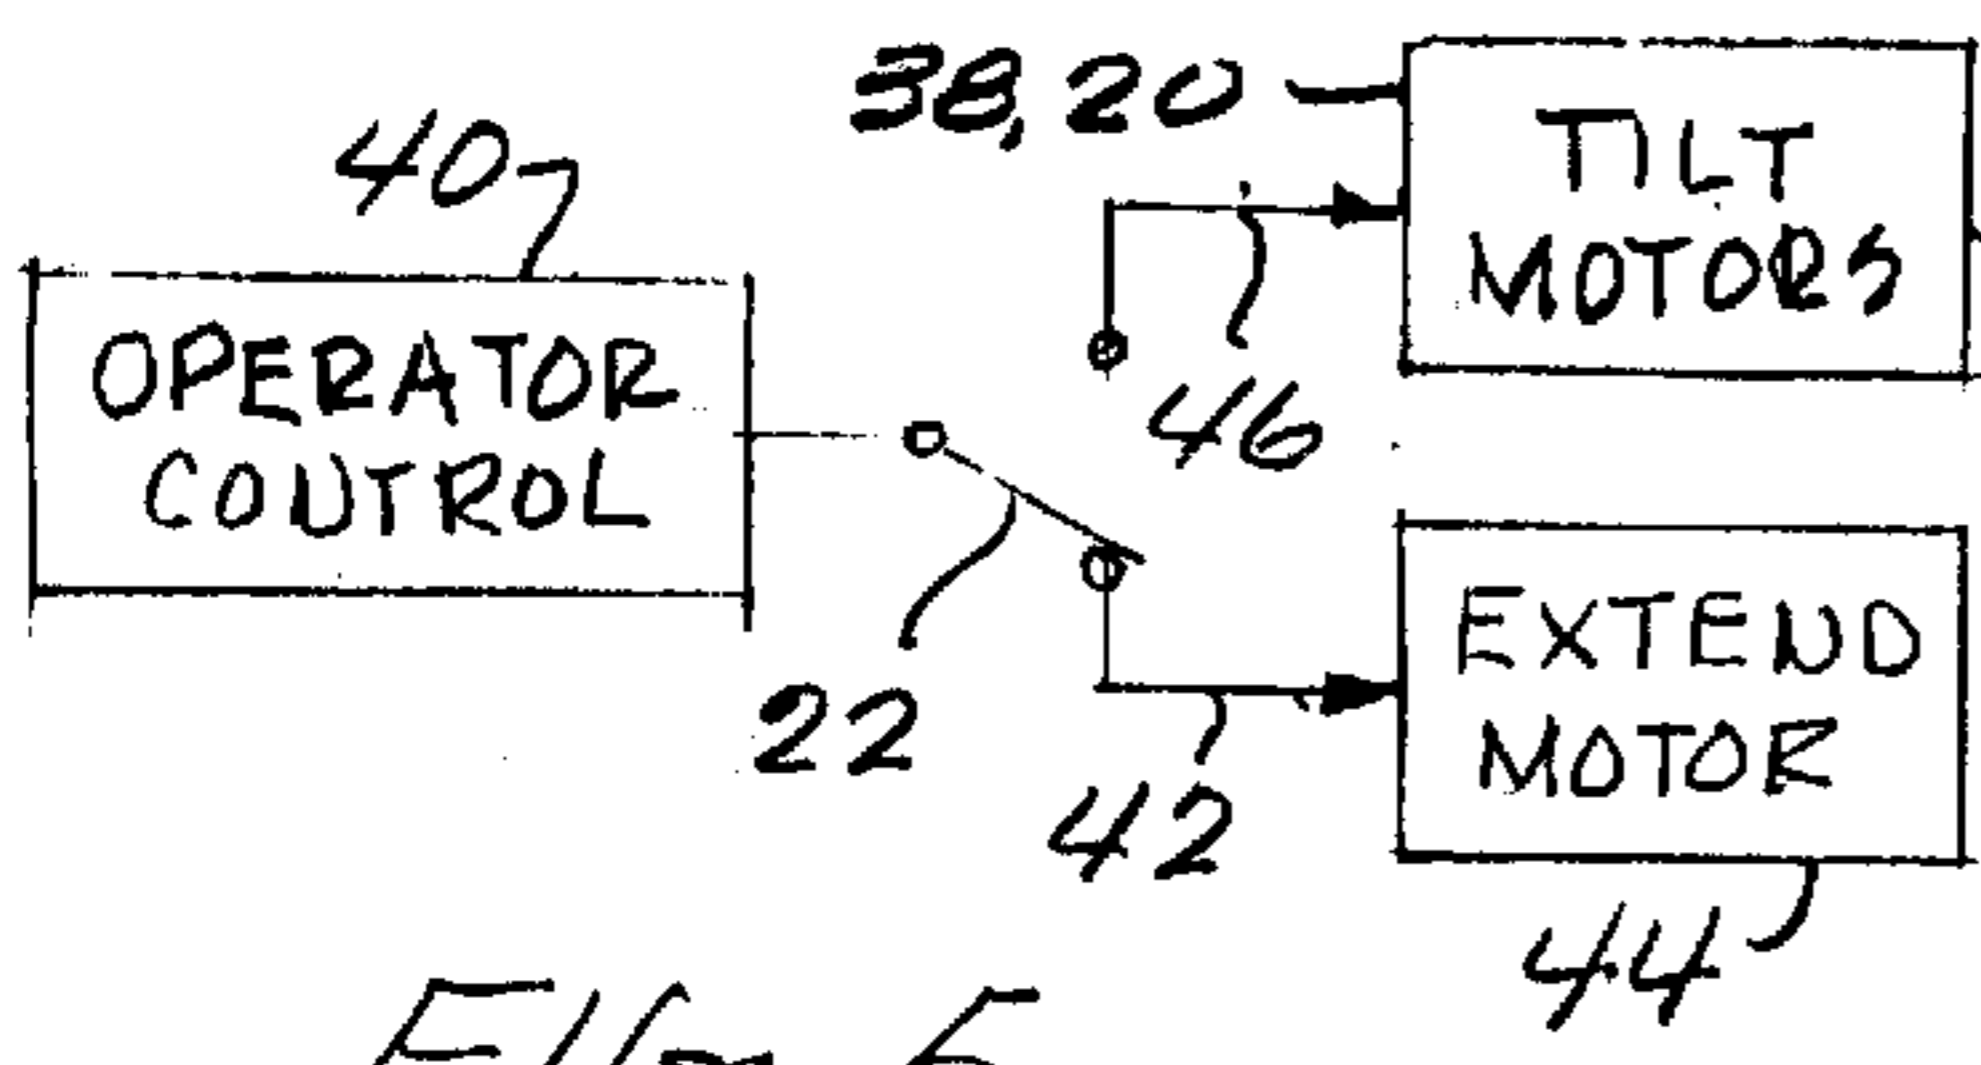 38,20
TILT
MOTORS
40
OPERATOR
CONTROL
46
22
42
EXTEND
MOTOR
44